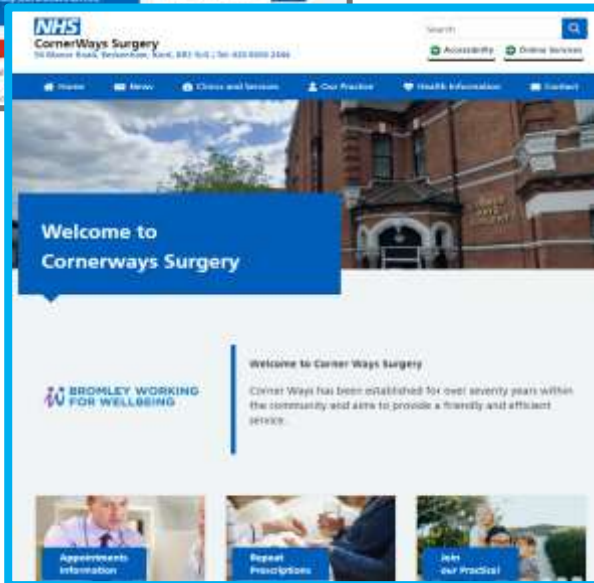 NHS
CornerWays Surgery
Search
Accessibility
Online Services
Home
News
Clinics and Services
Our Practice
Health Information
Contact
Welcome to
Cornerways Surgery
BROMLEY WORKING
FOR WELLBEING
Welcome to Corner Ways Surgery
Corner Ways has been established for over seventy years within
the community and aims to provide a friendly and efficient
service.
Appointments
Information
Repeat
Prescriptions
Join
our Practice!